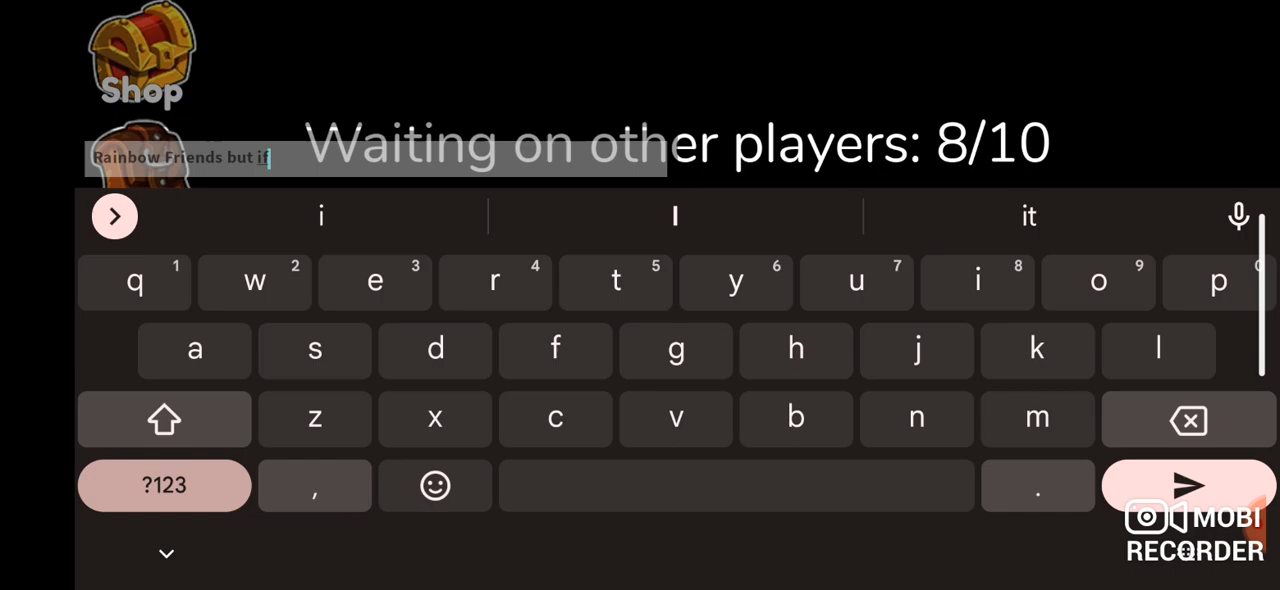 Shop
Waiting on other players: 8/10
Rainbow Friends but if
i I it
q 1 w 2 e 3 r 4 t 5 y 6 u 7 i 8 o 9 p 0
a s d f g h j k l
z x c v b n m
?123 , .
MOBI
RECORDER